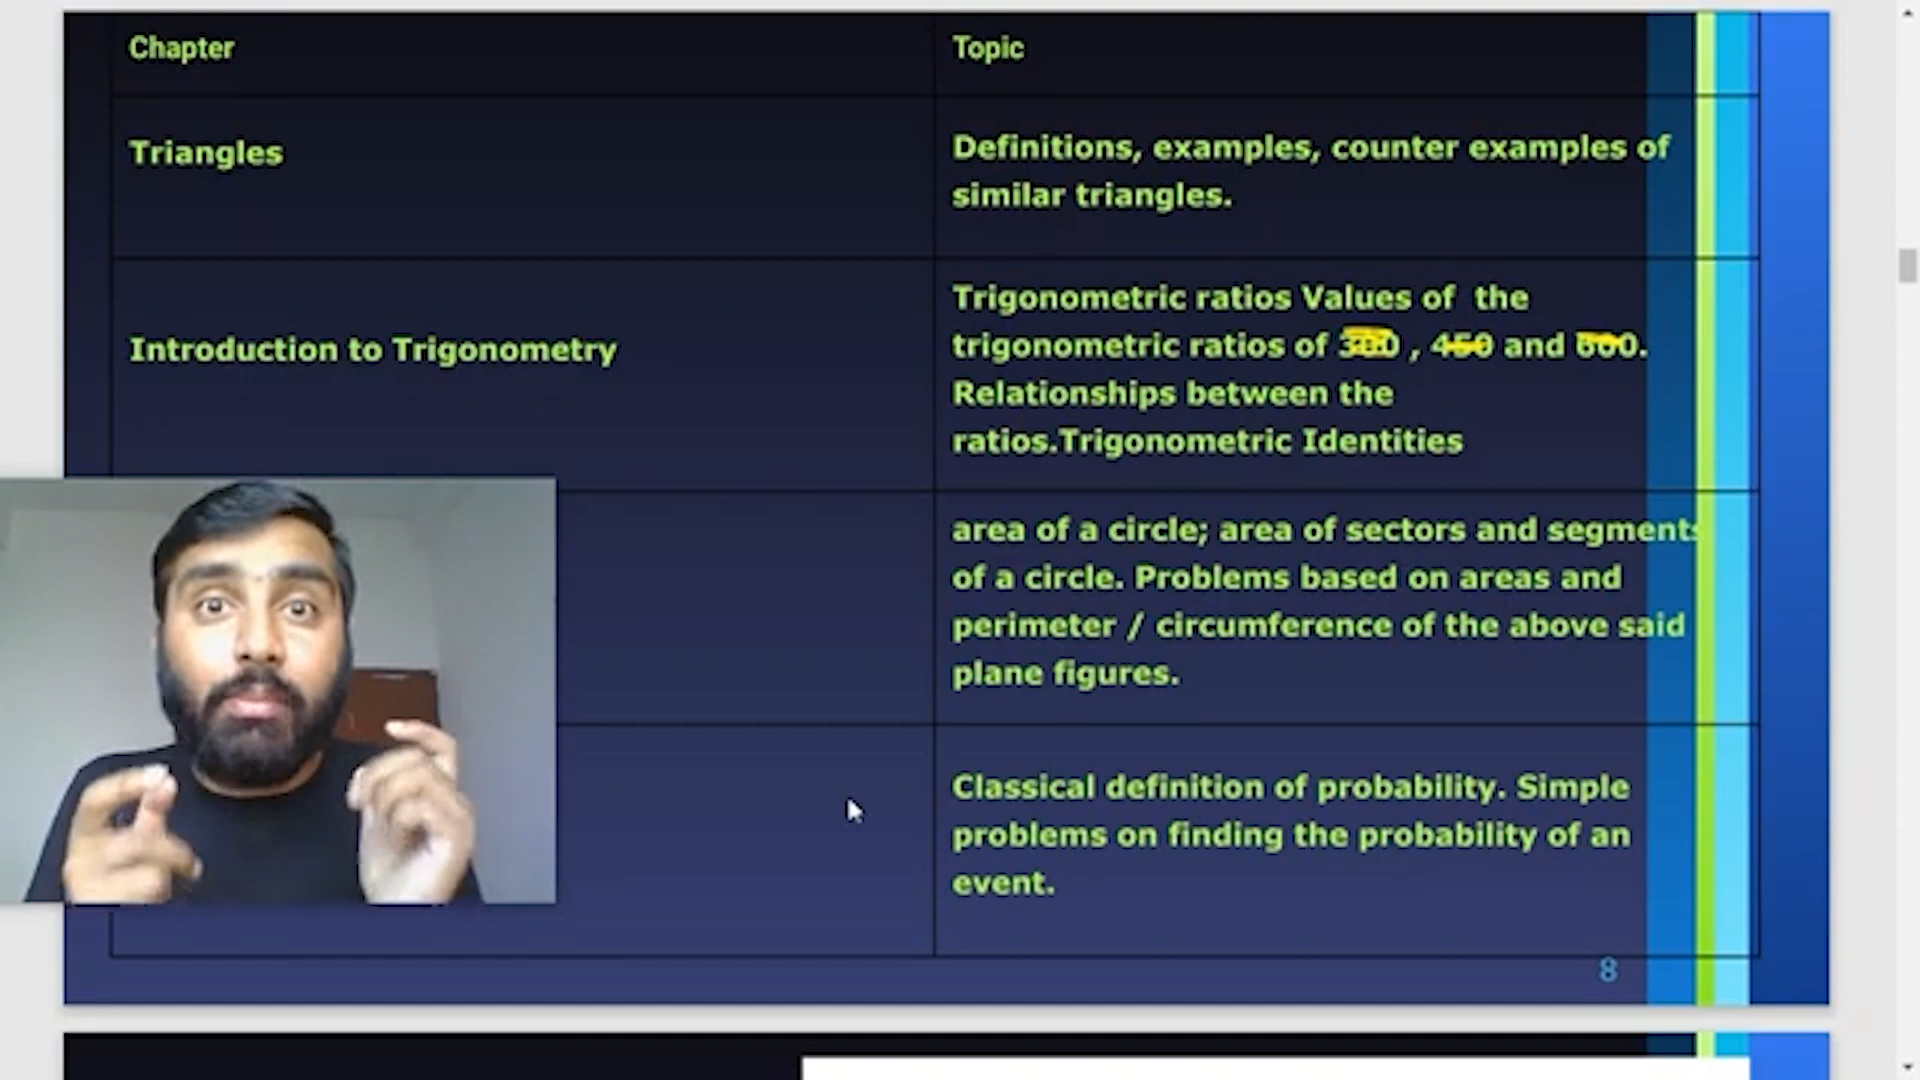 Chapter
Topic
Triangles
Definitions, examples, counter examples of
similar triangles.
Introduction to Trigonometry
Trigonometric ratios Values of the
trigonometric ratios of 300 , 450 and 600.
Relationships between the
ratios.Trigonometric Identities
area of a circle; area of sectors and segments
of a circle. Problems based on areas and
perimeter / circumference of the above said
plane figures.
Classical definition of probability. Simple
problems on finding the probability of an
event.
8